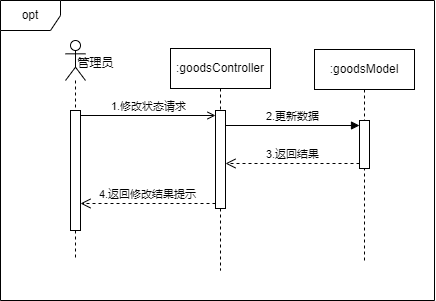 opt
管理员
:goodsController
:goodsModel
1.修改状态请求
2.更新数据
3.返回结果
4.返回修改结果提示